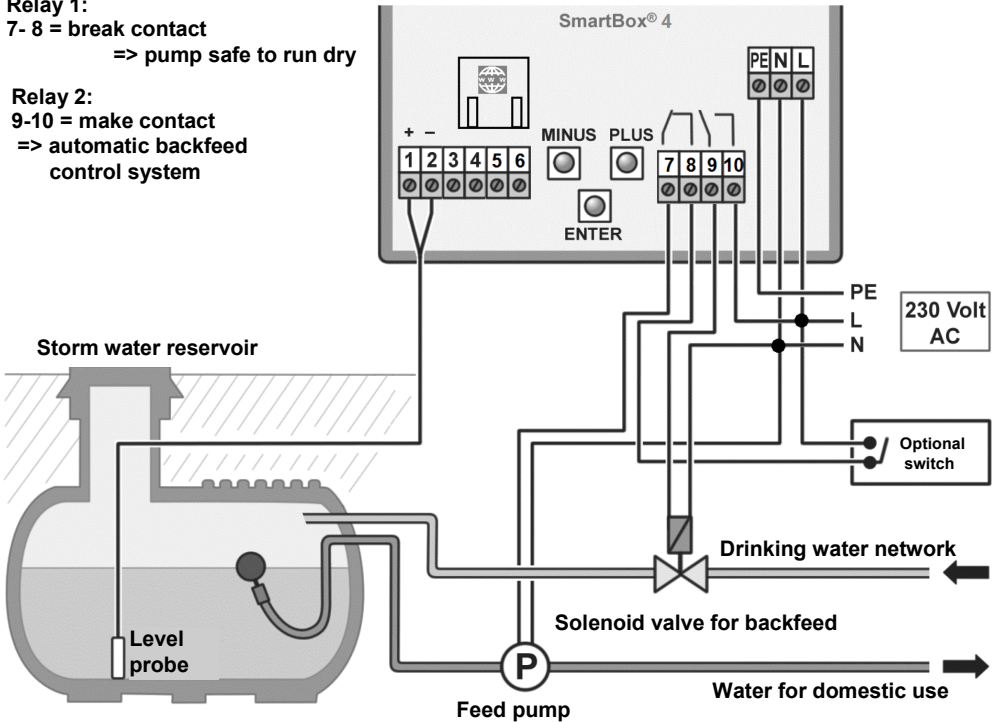 Relay 1:
7- 8 = break contact
=> pump safe to run dry
Relay 2:
9-10 = make contact
=> automatic backfeed
control system
SmartBox® 4
PE N L
www
+ –
1 2 3 4 5 6
MINUS PLUS
ENTER
7 8 9 10
PE
L
N
230 Volt
AC
Storm water reservoir
Optional
switch
Drinking water network
Solenoid valve for backfeed
Level
probe
P
Feed pump
Water for domestic use